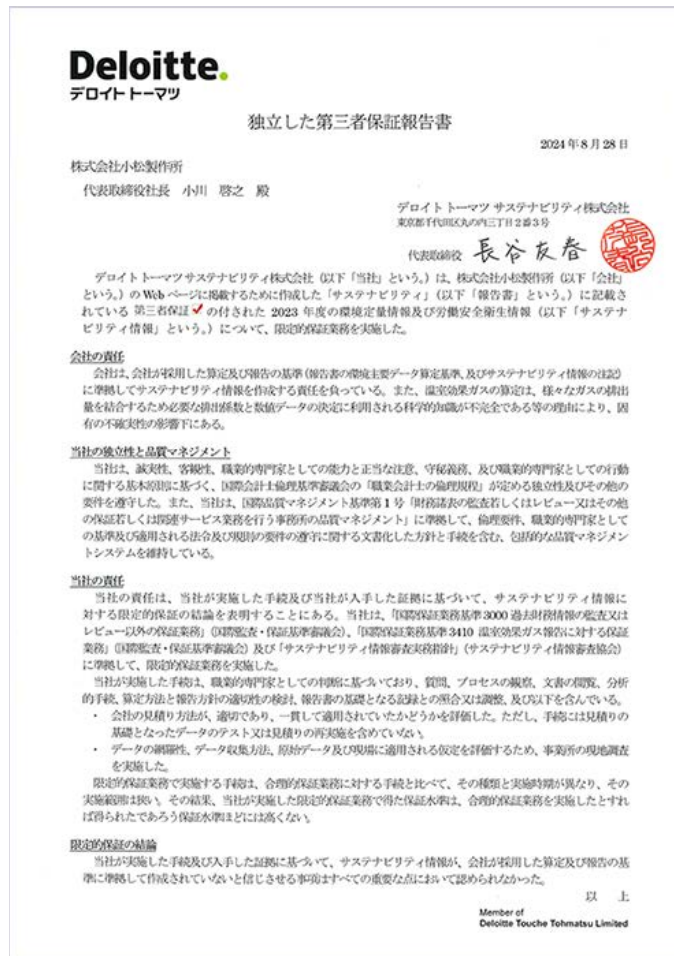 Deloitte.
デロイト トーマツ
独立した第三者保証報告書
2024年8月28日
株式会社小松製作所
代表取締役社長 小川 啓之 殿
デロイト トーマツ サステナビリティ株式会社
東京都千代田区丸の内三丁目2番3号
代表取締役 長谷友春
デロイト トーマツ サステナビリティ株式会社（以下「当社」という。）は、株式会社小松製作所（以下「会社」
という。）の Web ページに掲載するために作成した「サステナビリティ」（以下「報告書」という。）に記載さ
れている 第三者保証✓ の付された 2023 年度の環境定量情報及び労働安全衛生情報（以下「サステナ
ビリティ情報」という。）について、限定的保証業務を実施した。
会社の責任
会社は、会社が採用した算定及び報告の基準（報告書の環境主要データ算定基準、及びサステナビリティ情報の注記）
に準拠してサステナビリティ情報を作成する責任を負っている。また、温室効果ガスの算定は、様々なガスの排出
量を結合するため必要な排出係数と数値データの決定に利用される科学的知識が不完全である等の理由により、固
有の不確実性の影響下にある。
当社の独立性と品質マネジメント
当社は、誠実性、客観性、職業的専門家としての能力と正当な注意、守秘義務、及び職業的専門家としての行動
に関する基本原則に基づく、国際会計士倫理基準審議会の「職業会計士の倫理規程」が定める独立性及びその他の
要件を遵守した。また、当社は、国際品質マネジメント基準第1号「財務諸表の監査若しくはレビュー又はその他
の保証若しくは関連サービス業務を行う事務所の品質マネジメント」に準拠して、倫理要件、職業的専門家として
の基準及び適用される法令及び規則の要件の遵守に関する文書化した方針と手続を含む、包括的な品質マネジメン
トシステムを維持している。
当社の責任
当社の責任は、当社が実施した手続及び当社が入手した証拠に基づいて、サステナビリティ情報に
対する限定的保証の結論を表明することにある。当社は、「国際保証業務基準 3000 過去財務情報の監査又は
レビュー以外の保証業務」（国際監査・保証基準審議会）、「国際保証業務基準 3410 温室効果ガス報告に対する保証
業務」（国際監査・保証基準審議会）及び「サステナビリティ情報審査実務指針」（サステナビリティ情報審査協会）
に準拠して、限定的保証業務を実施した。
当社が実施した手続は、職業的専門家としての判断に基づいており、質問、プロセスの観察、文書の閲覧、分析
的手続、算定方法と報告方針の適切性の検討、報告書の基礎となる記録との照合又は調整、及び以下を含んでいる。
・ 会社の見積り方法が、適切であり、一貫して適用されていたかどうかを評価した。ただし、手続には見積りの
基礎となったデータのテスト又は見積りの再実施を含めていない。
・ データの網羅性、データ収集方法、原始データ及び現場に適用される仮定を評価するため、事業所の現地調査
を実施した。
限定的保証業務で実施する手続は、合理的保証業務に対する手続と比べて、その種類と実施時期が異なり、その
実施範囲は狭い。その結果、当社が実施した限定的保証業務で得た保証水準は、合理的保証業務を実施したとすれ
ば得られたであろう保証水準ほどには高くない。
限定的保証の結論
当社が実施した手続及び入手した証拠に基づいて、サステナビリティ情報が、会社が採用した算定及び報告の基
準に準拠して作成されていないと信じさせる事項はすべての重要な点において認められなかった。
以 上
Member of
Deloitte Touche Tohmatsu Limited